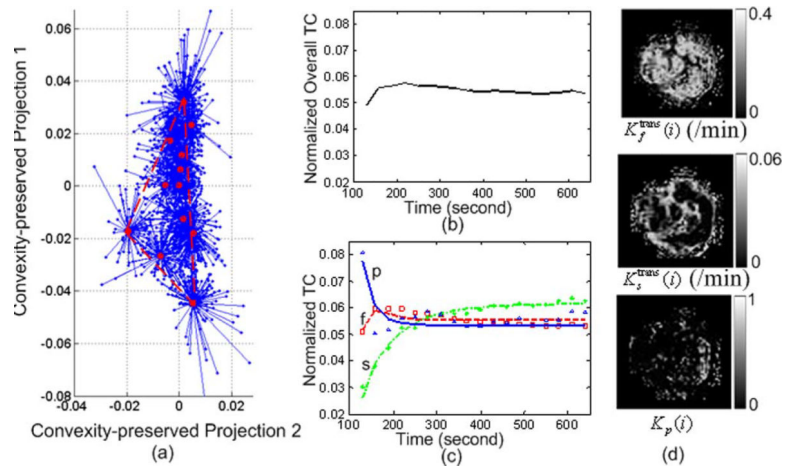 Convexity-preserved Projection 1
0.06
0.04
0.02
0
-0.02
-0.04
-0.06
-0.08
-0.04 -0.02 0 0.02 0.04
Convexity-preserved Projection 2
(a)
Normalized Overall TC
0.08
0.07
0.06
0.05
0.04
0.03
0.02
100 200 300 400 500 600
Time (second)
(b)
Normalized TC
0.08
0.07
0.06
0.05
0.04
0.03
0.02
p
f
s
100 200 300 400 500 600
Time (second)
(c)
0.4
0
K_f^trans(i) (/min)
0.06
0
K_s^trans(i) (/min)
1
0
K_p(i)
(d)